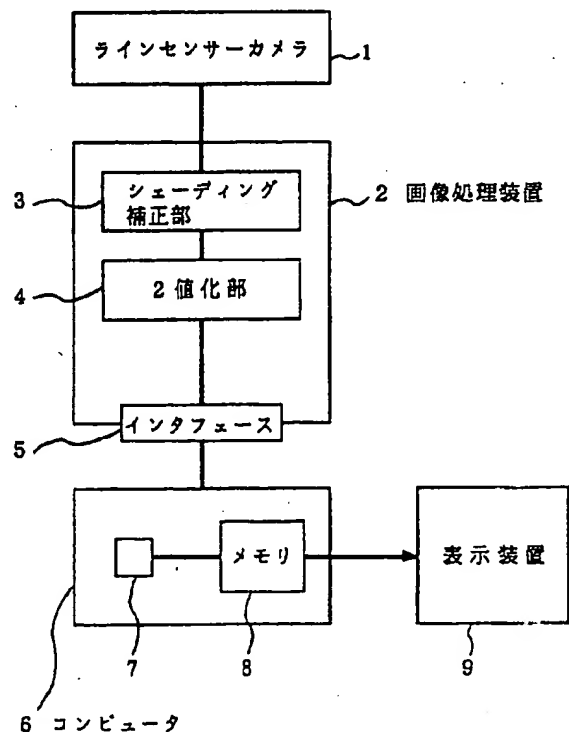 ラインセンサーカメラ
1
シェーディング
補正部
3
2 画像処理装置
2値化部
4
インタフェース
5
メモリ
表示装置
7
8
9
6 コンピュータ